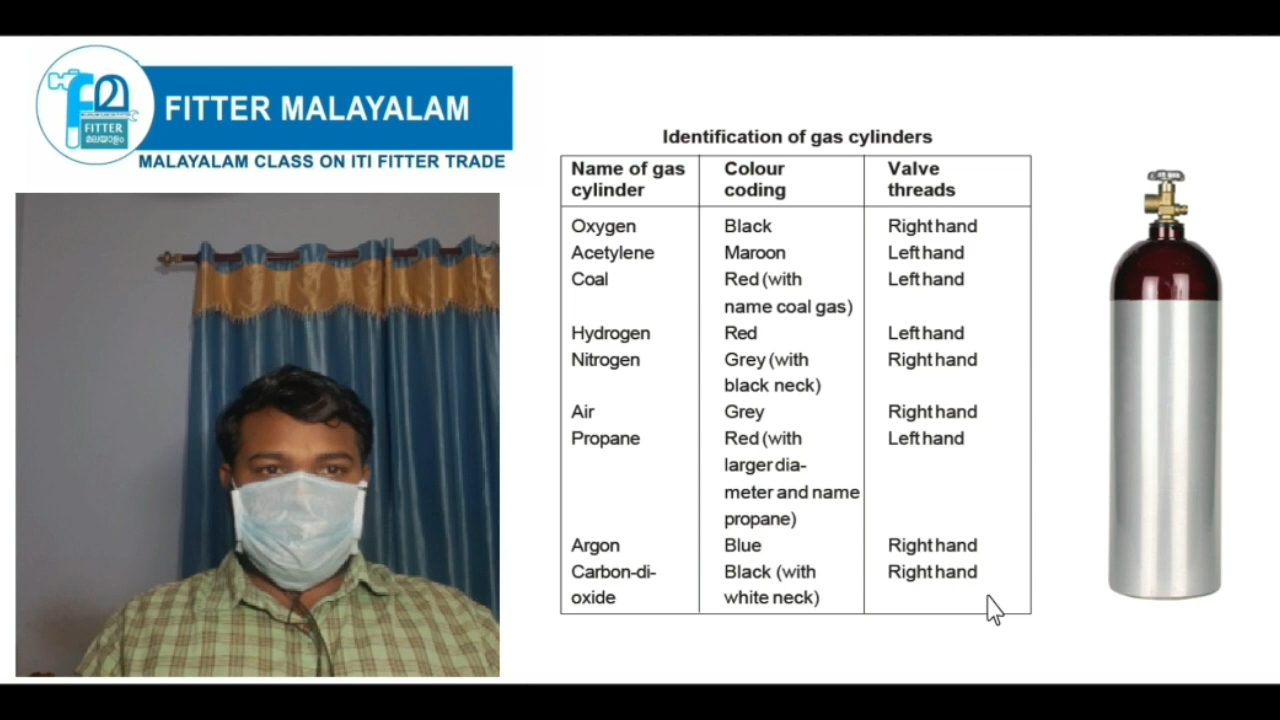 FITTER
മലയാളം
FITTER MALAYALAM
MALAYALAM CLASS ON ITI FITTER TRADE
Identification of gas cylinders
Name of gas cylinder Colour coding Valve threads
Oxygen Black Right hand
Acetylene Maroon Left hand
Coal Red (with name coal gas) Left hand
Hydrogen Red Left hand
Nitrogen Grey (with black neck) Right hand
Air Grey Right hand
Propane Red (with larger dia-meter and name propane) Left hand
Argon Blue Right hand
Carbon-di-oxide Black (with white neck) Right hand